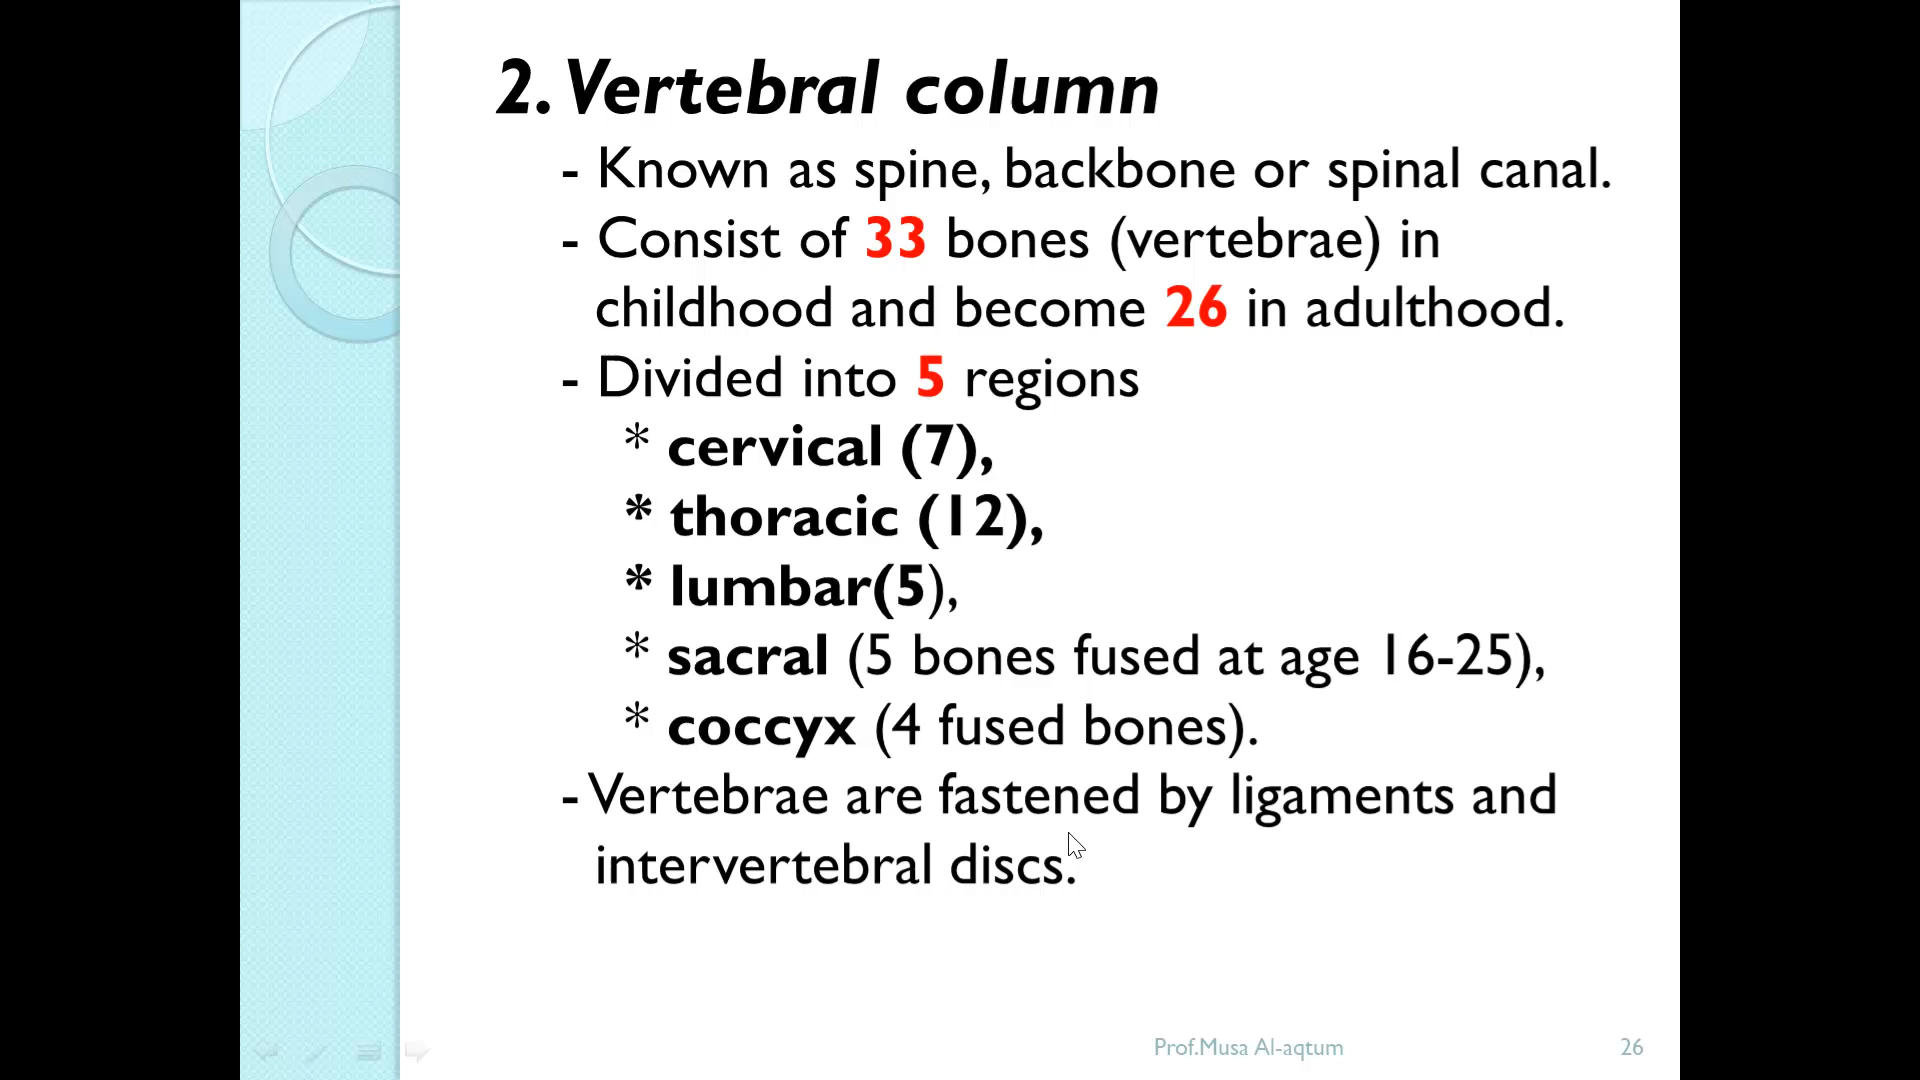 2. Vertebral column
- Known as spine, backbone or spinal canal.
- Consist of 33 bones (vertebrae) in
childhood and become 26 in adulthood.
- Divided into 5 regions
* cervical (7),
* thoracic (12),
* lumbar(5),
* sacral (5 bones fused at age 16-25),
* coccyx (4 fused bones).
- Vertebrae are fastened by ligaments and
intervertebral discs.
Prof.Musa Al-aqtum
26